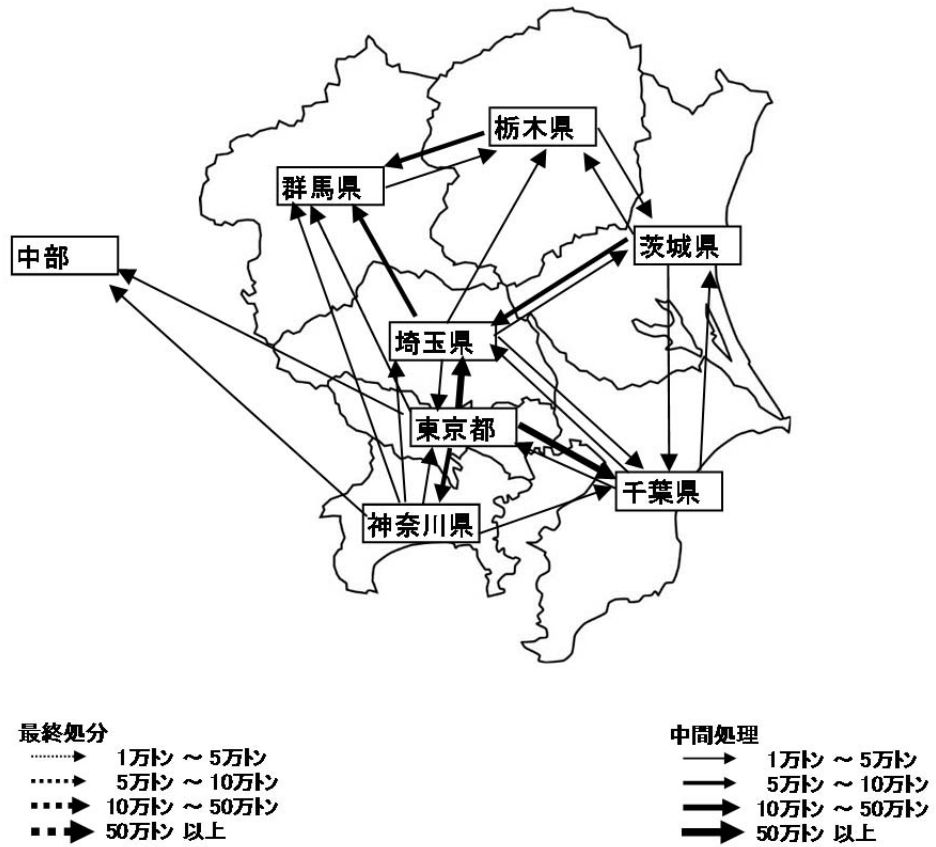 栃木県
群馬県
茨城県
中部
埼玉県
東京都
千葉県
神奈川県
最終処分
1万トン ～ 5万トン
5万トン ～ 10万トン
10万トン ～ 50万トン
50万トン 以上
中間処理
1万トン ～ 5万トン
5万トン ～ 10万トン
10万トン ～ 50万トン
50万トン 以上